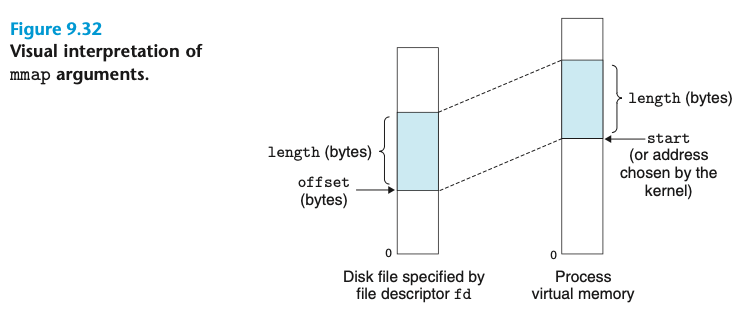 Figure 9.32
Visual interpretation of
mmap arguments.
length (bytes)
offset
(bytes)
0
Disk file specified by
file descriptor fd
length (bytes)
start
(or address
chosen by the
kernel)
0
Process
virtual memory